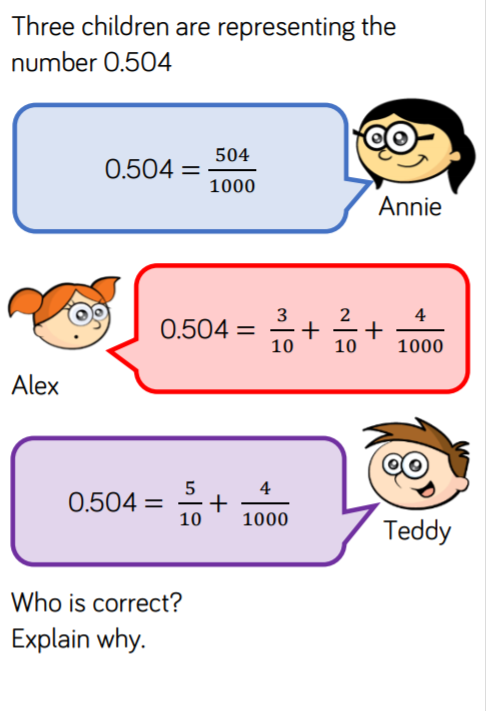 Three children are representing the
number 0.504
0.504 = 504/1000
Annie
0.504 = 3/10 + 2/10 + 4/1000
Alex
0.504 = 5/10 + 4/1000
Teddy
Who is correct?
Explain why.